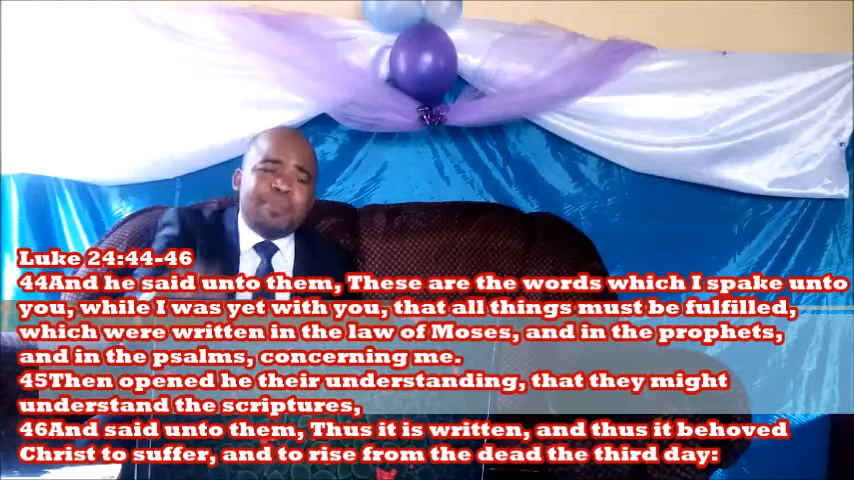 Luke 24:44-46
44And he said unto them, These are the words which I spake unto
you, while I was yet with you, that all things must be fulfilled,
which were written in the law of Moses, and in the prophets,
and in the psalms, concerning me.
45Then opened he their understanding, that they might
understand the scriptures,
46And said unto them, Thus it is written, and thus it behoved
Christ to suffer, and to rise from the dead the third day: